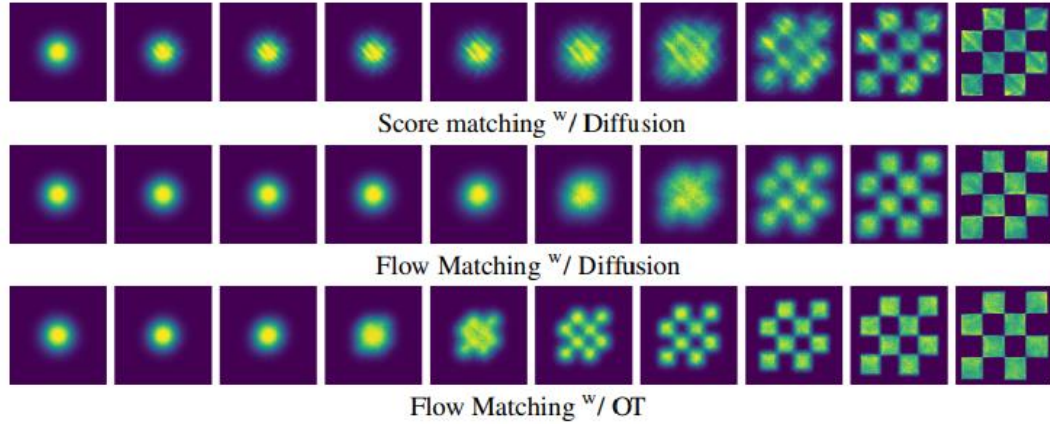 Score matching w/ Diffusion
Flow Matching w/ Diffusion
Flow Matching w/ OT